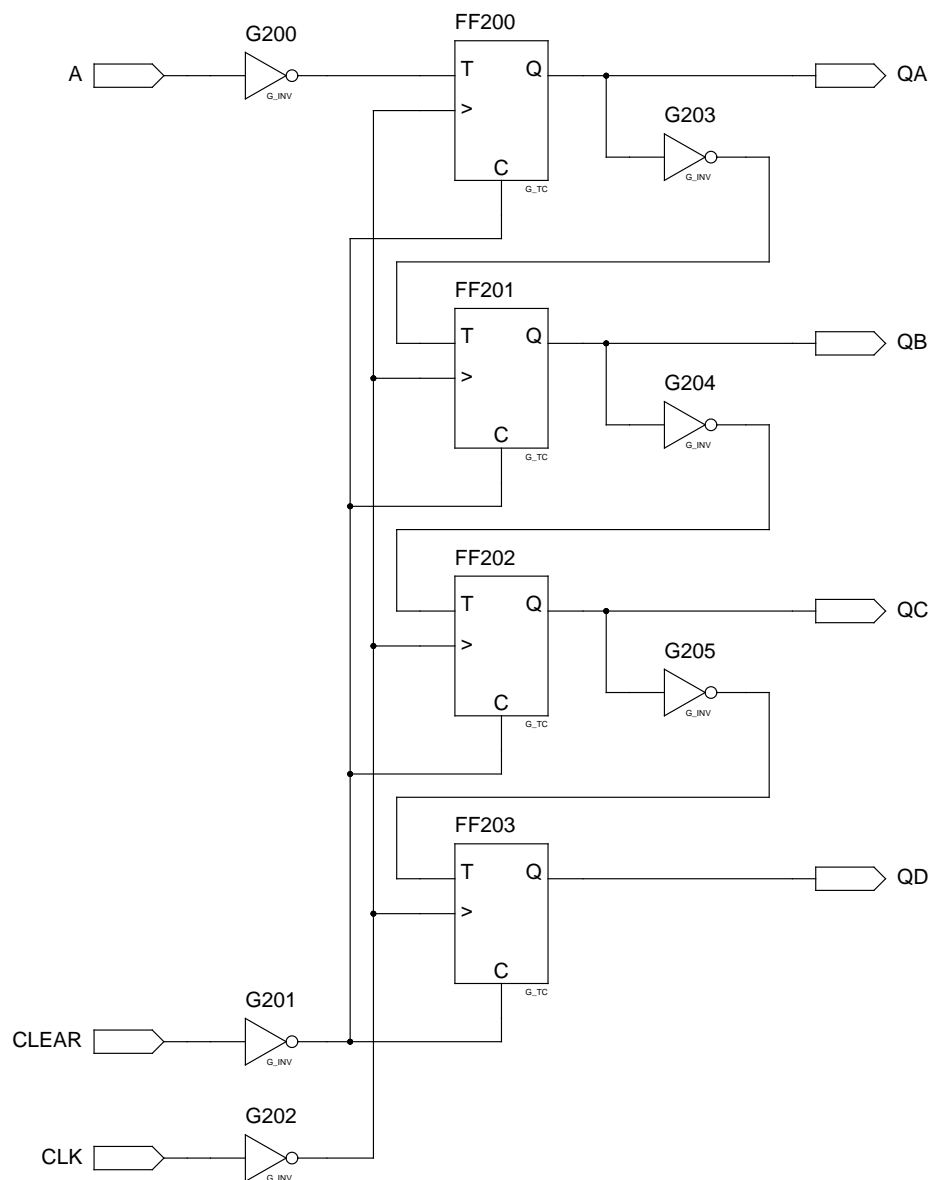 FF200
G200
A
T
Q
QA
G_INV
>
G203
C
G_INV
G_TC
FF201
T
Q
QB
>
G204
C
G_INV
G_TC
FF202
T
Q
QC
>
G205
C
G_INV
G_TC
FF203
T
Q
QD
>
C
G_TC
G201
CLEAR
G_INV
G202
CLK
G_INV